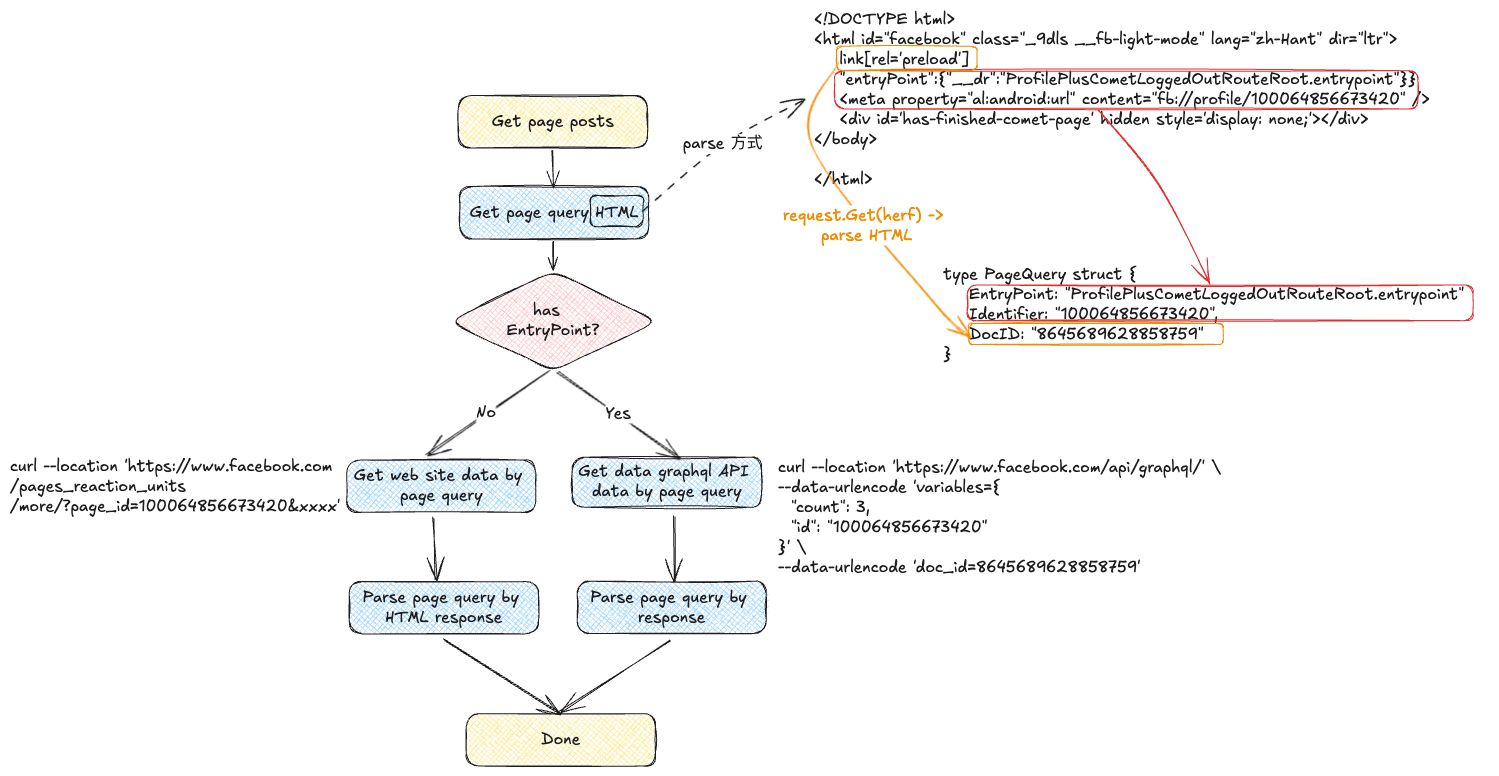 <!DOCTYPE html>
<html id="facebook" class="_9dls __fb-light-mode" lang="zh-Hant" dir="ltr">
link[rel='preload']
"entryPoint":{"__dr":"ProfilePlusCometLoggedOutRouteRoot.entrypoint"}}
<meta property="al:android:url" content="fb://profile/100064856673420" />
<div id='has-finished-comet-page' hidden style='display: none;'></div>
</body>
</html>
Get page posts
parse 方式
Get page query HTML
request.Get(herf) ->
parse HTML
type PageQuery struct {
EntryPoint: "ProfilePlusCometLoggedOutRouteRoot.entrypoint"
Identifier: "100064856673420",
DocID: "8645689628858759"
}
has
EntryPoint?
No
Yes
curl --location 'https://www.facebook.com
/pages_reaction_units
/more/?page_id=100064856673420&xxxx'
Get web site data by
page query
Get data graphql API
data by page query
curl --location 'https://www.facebook.com/api/graphql/' \
--data-urlencode 'variables={
"count": 3,
"id": "100064856673420"
}' \
--data-urlencode 'doc_id=8645689628858759'
Parse page query by
HTML response
Parse page query by
response
Done